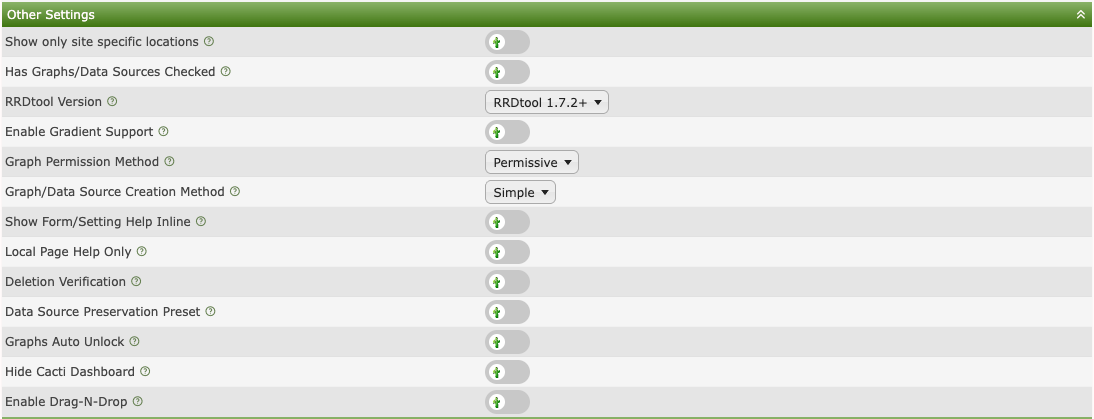 Other Settings
Show only site specific locations
Has Graphs/Data Sources Checked
RRDtool Version RRDtool 1.7.2+
Enable Gradient Support
Graph Permission Method Permissive
Graph/Data Source Creation Method Simple
Show Form/Setting Help Inline
Local Page Help Only
Deletion Verification
Data Source Preservation Preset
Graphs Auto Unlock
Hide Cacti Dashboard
Enable Drag-N-Drop